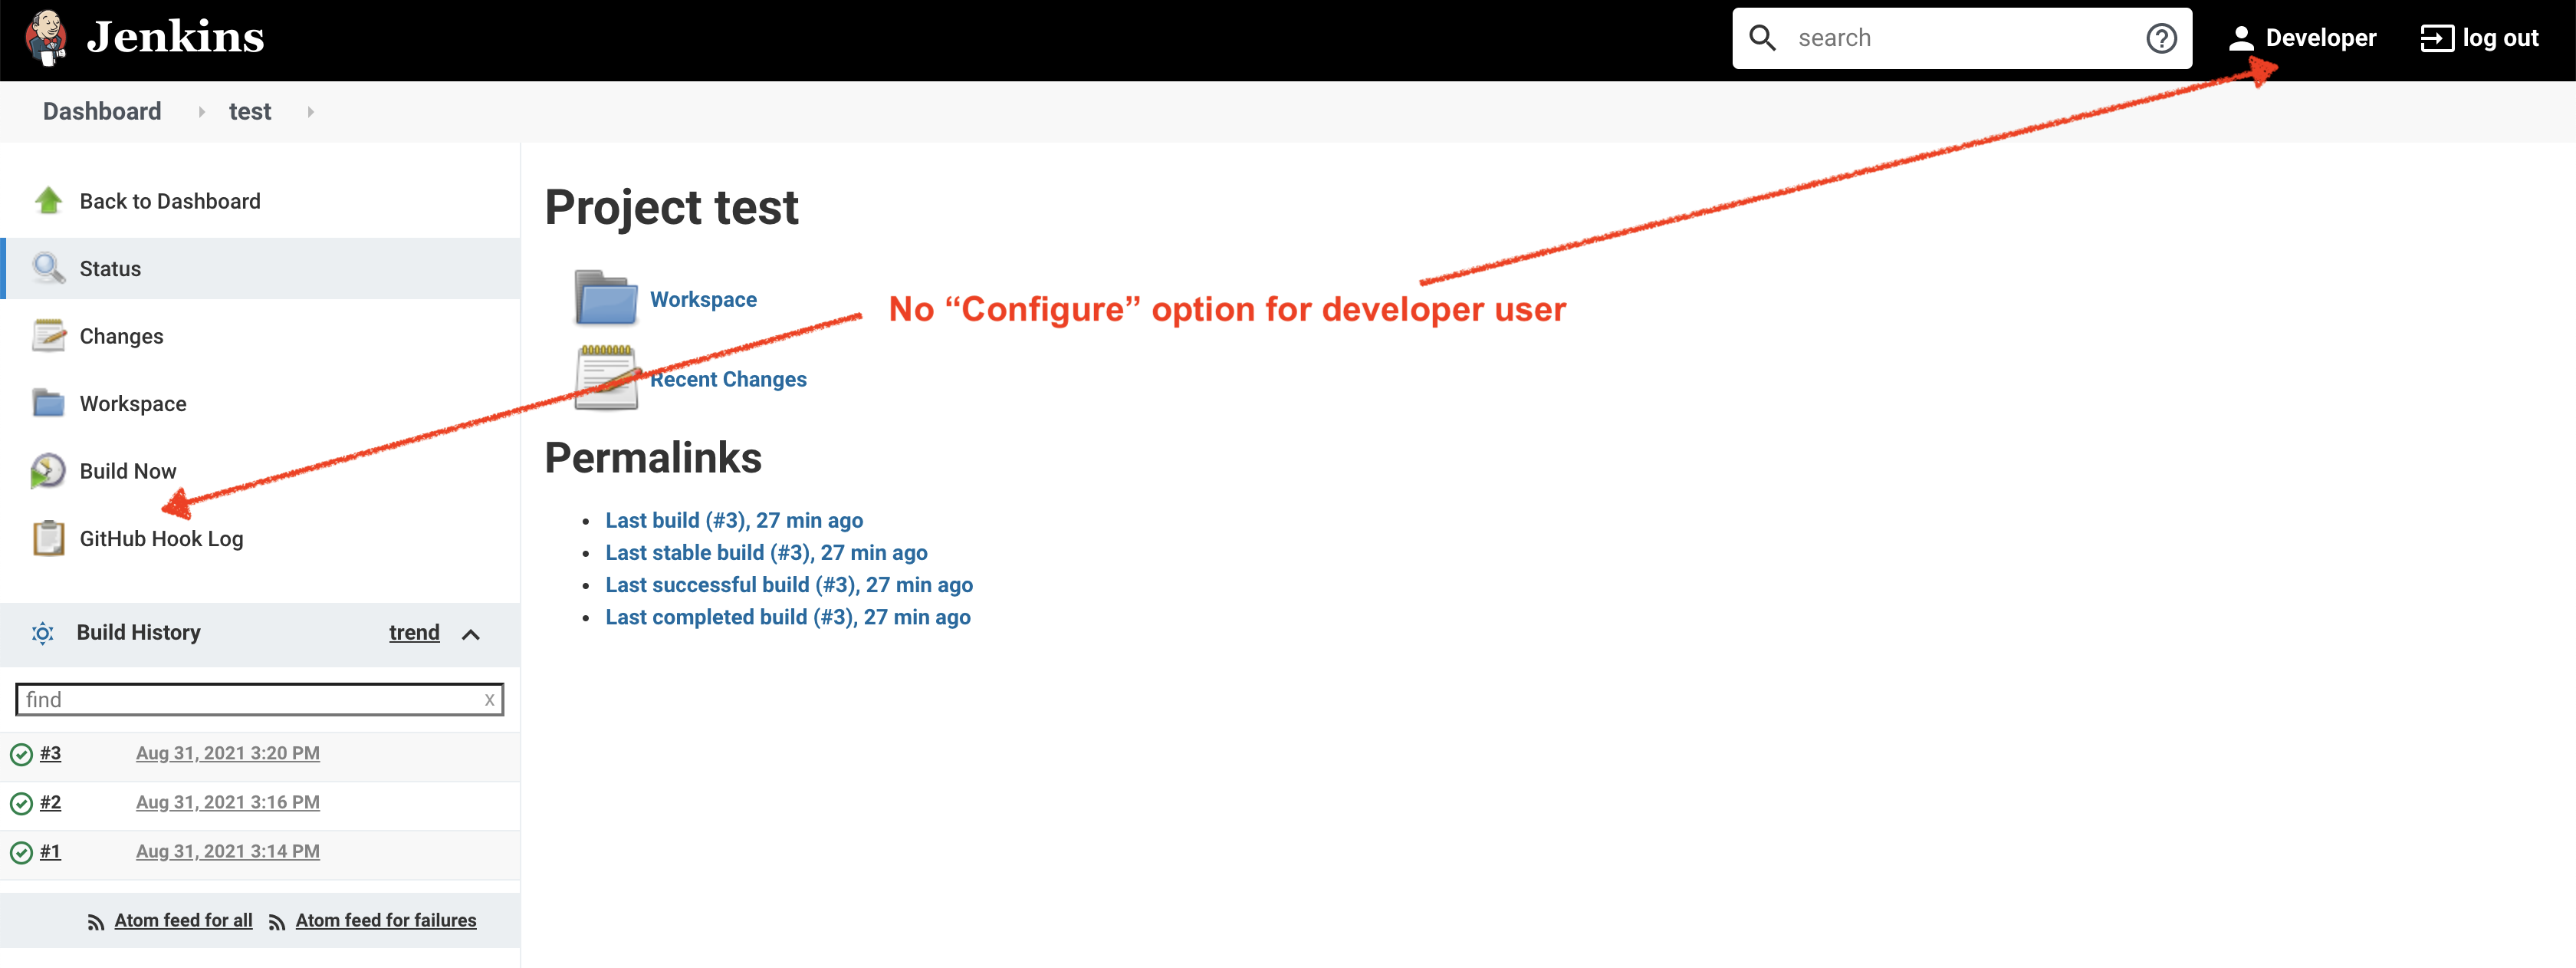 Jenkins
search
Developer
log out
Dashboard
test
Back to Dashboard
Status
Changes
Workspace
Build Now
GitHub Hook Log
Project test
Workspace
No “Configure” option for developer user
Recent Changes
Permalinks
Last build (#3), 27 min ago
Last stable build (#3), 27 min ago
Last successful build (#3), 27 min ago
Last completed build (#3), 27 min ago
Build History
trend
find
x
#3 Aug 31, 2021 3:20 PM
#2 Aug 31, 2021 3:16 PM
#1 Aug 31, 2021 3:14 PM
Atom feed for all
Atom feed for failures